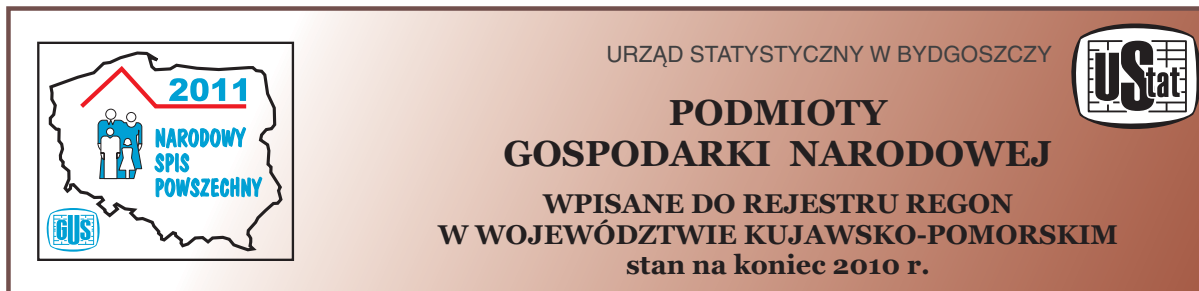 2011
NARODOWY
SPIS
POWSZECHNY
GUS
URZĄD STATYSTYCZNY W BYDGOSZCZY
UStat
PODMIOTY
GOSPODARKI NARODOWEJ
WPISANE DO REJESTRU REGON
W WOJEWÓDZTWIE KUJAWSKO-POMORSKIM
stan na koniec 2010 r.